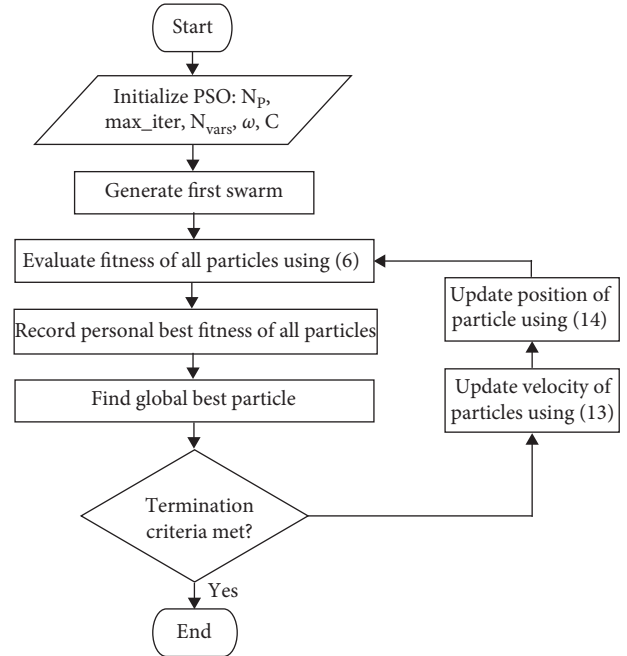 Start
Initialize PSO: N_P,
max_iter, N_vars, ω, C
Generate first swarm
Evaluate fitness of all particles using (6)
Record personal best fitness of all particles
Find global best particle
Termination
criteria met?
Yes
End
Update position of
particle using (14)
Update velocity of
particles using (13)